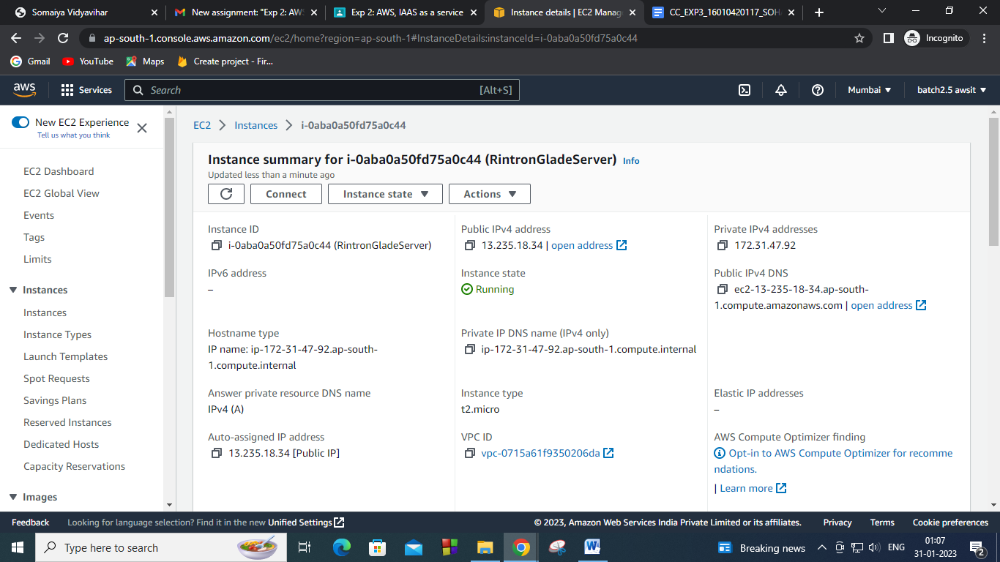 Somaiya Vidyavihar
New assignment: "Exp 2: AWS
Exp 2: AWS, IAAS as a service
Instance details | EC2 Manag
CC_EXP3_16010420117_SOH
ap-south-1.console.aws.amazon.com/ec2/home?region=ap-south-1#InstanceDetails:instanceId=i-0aba0a50fd75a0c44
Incognito
Gmail
YouTube
Maps
Create project - Fir...
aws
Services
Search
[Alt+S]
Mumbai
batch2.5 awsit
New EC2 Experience
Tell us what you think
EC2 Dashboard
EC2 Global View
Events
Tags
Limits
Instances
Instances
Instance Types
Launch Templates
Spot Requests
Savings Plans
Reserved Instances
Dedicated Hosts
Capacity Reservations
Images
EC2
Instances
i-0aba0a50fd75a0c44
Instance summary for i-0aba0a50fd75a0c44 (RintronGladeServer) Info
Updated less than a minute ago
Connect
Instance state
Actions
Instance ID
i-0aba0a50fd75a0c44 (RintronGladeServer)
Public IPv4 address
13.235.18.34 | open address
Private IPv4 addresses
172.31.47.92
IPv6 address
–
Instance state
Running
Public IPv4 DNS
ec2-13-235-18-34.ap-south-
1.compute.amazonaws.com | open address
Hostname type
IP name: ip-172-31-47-92.ap-south-
1.compute.internal
Private IP DNS name (IPv4 only)
ip-172-31-47-92.ap-south-1.compute.internal
Answer private resource DNS name
IPv4 (A)
Instance type
t2.micro
Elastic IP addresses
–
Auto-assigned IP address
13.235.18.34 [Public IP]
VPC ID
vpc-0715a61f9350206da
AWS Compute Optimizer finding
Opt-in to AWS Compute Optimizer for recomme
ndations.
| Learn more
Feedback
Looking for language selection? Find it in the new Unified Settings
© 2023, Amazon Web Services India Private Limited or its affiliates.
Privacy
Terms
Cookie preferences
Type here to search
Breaking news
ENG
01:07
31-01-2023
2